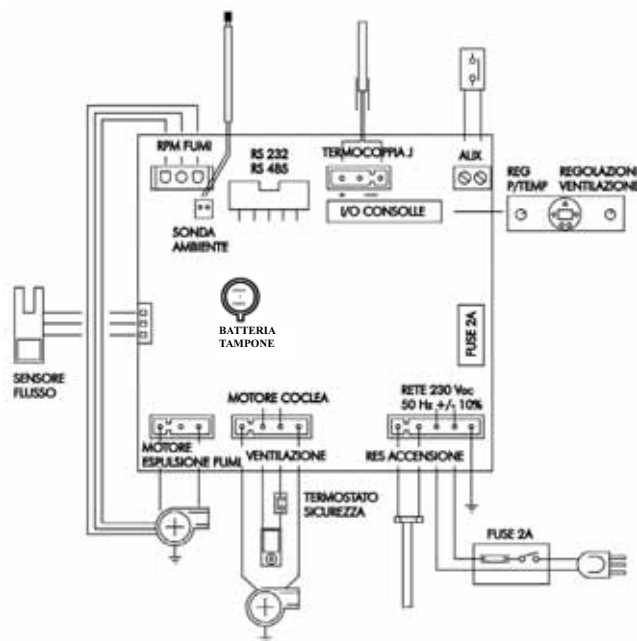 RPM FUMI
RS 232
RS 485
TERMOCOPPIA J
AUX
REG
P/TEMP
REGOLAZIONE
VENTILAZIONE
I/O CONSOLLE
SONDA
AMBIENTE
BATTERIA
TAMPONE
FUSE 2A
SENSORE
FLUSSO
MOTORE COCLEA
RETE 230 Vac
50 Hz +/- 10%
MOTORE
ESPULSIONE FUMI
VENTILAZIONE
RES ACCENSIONE
TERMOSTATO
SICUREZZA
FUSE 2A